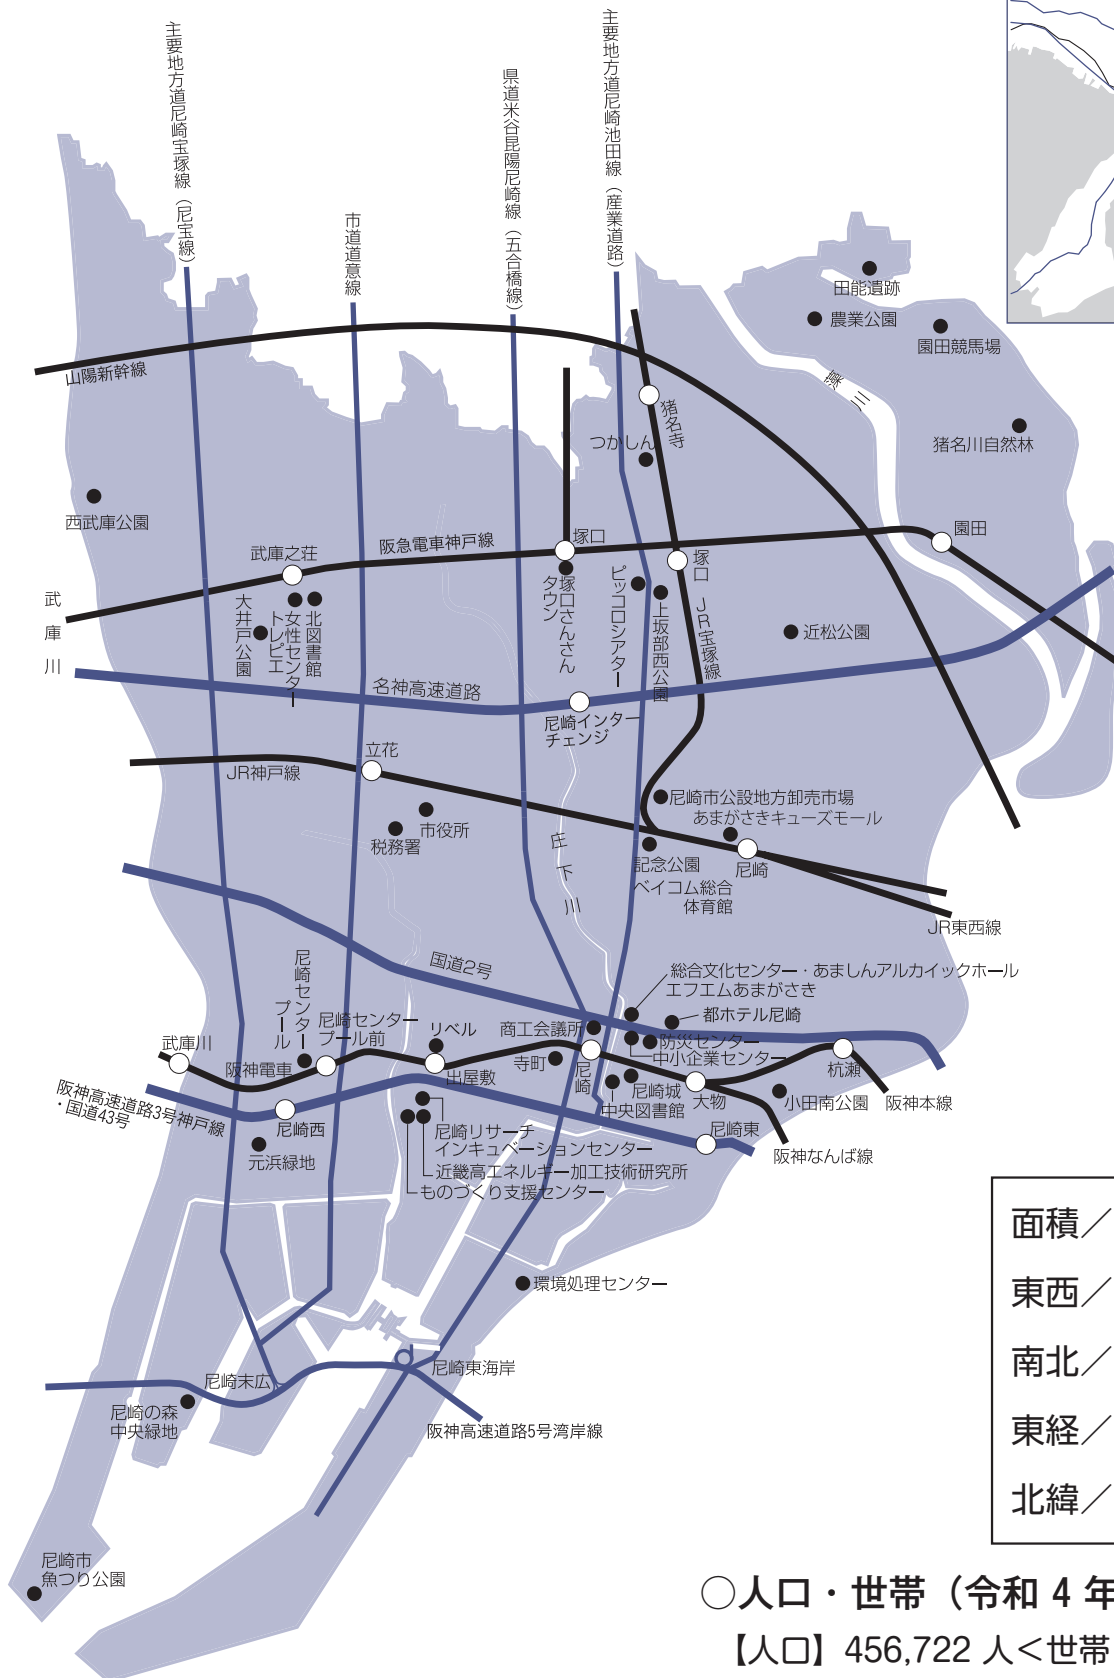 主要地方道尼崎宝塚線（尼宝線）
市道道意線
県道米谷昆陽尼崎線（五合橋線）
主要地方道尼崎池田線（産業道路）
田能遺跡
農業公園
園田競馬場
山陽新幹線
藻川
猪名寺
つかしん
猪名川自然林
西武庫公園
園田
塚口
阪急電車神戸線
武庫之荘
塚口
武庫川
大井戸公園
女性センター
トレピエ
北図書館
塚口さんさん
タウン
ピッコロシアター
上坂部西公園
JR宝塚線
近松公園
名神高速道路
尼崎インター
チェンジ
立花
JR神戸線
尼崎市公設地方卸売市場
あまがさきキューズモール
市役所
税務署
庄下川
記念公園
ベイコム総合
体育館
尼崎
JR東西線
国道2号
総合文化センター・あましんアルカイックホール
エフエムあまがさき
都ホテル尼崎
尼崎センター
プール
尼崎センター
プール前
リベル
商工会議所
防災センター
中小企業センター
武庫川
阪神電車
出屋敷
寺町
尼崎
尼崎城
中央図書館
大物
杭瀬
小田南公園
阪神本線
阪神高速道路3号神戸線
・国道43号
尼崎西
元浜緑地
尼崎リサーチ
インキュベーションセンター
近畿高エネルギー加工技術研究所
ものづくり支援センター
尼崎東
阪神なんば線
環境処理センター
尼崎末広
尼崎東海岸
尼崎の森
中央緑地
阪神高速道路5号湾岸線
尼崎市
魚つり公園
面積／
東西／
南北／
東経／
北緯／
○人口・世帯（令和 4 年
【人口】456,722 人＜世帯